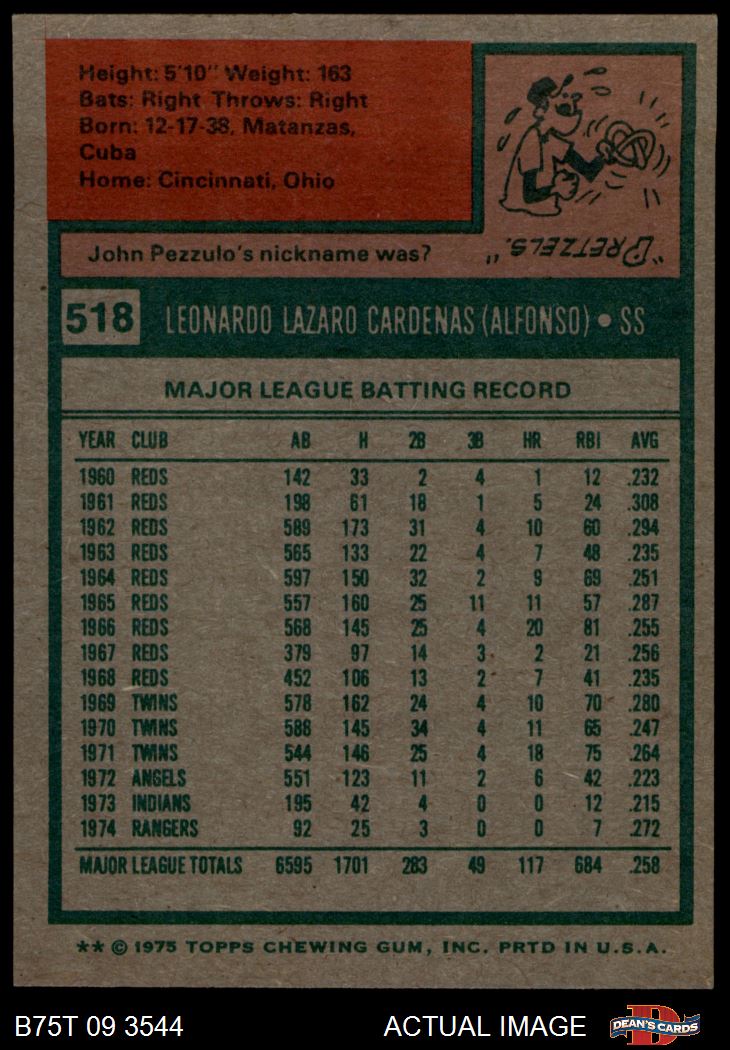 Height: 5'10" Weight: 163
Bats: Right Throws: Right
Born: 12-17-38, Matanzas,
Cuba
Home: Cincinnati, Ohio
John Pezzulo's nickname was?
"PRETZELS."
518 LEONARDO LAZARO CARDENAS (ALFONSO) • SS
MAJOR LEAGUE BATTING RECORD
YEAR CLUB AB H 2B 3B HR RBI AVG
1960 REDS 142 33 2 4 1 12 .232
1961 REDS 198 61 18 1 5 24 .308
1962 REDS 589 173 31 4 10 60 .294
1963 REDS 565 133 22 4 7 48 .235
1964 REDS 597 150 32 2 9 69 .251
1965 REDS 557 160 25 11 11 57 .287
1966 REDS 568 145 25 4 20 81 .255
1967 REDS 379 97 14 3 2 21 .256
1968 REDS 452 106 13 2 7 41 .235
1969 TWINS 578 162 24 4 10 70 .280
1970 TWINS 588 145 34 4 11 65 .247
1971 TWINS 544 146 25 4 18 75 .264
1972 ANGELS 551 123 11 2 6 42 .223
1973 INDIANS 195 42 4 0 0 12 .215
1974 RANGERS 92 25 3 0 0 7 .272
MAJOR LEAGUE TOTALS 6595 1701 283 49 117 684 .258
** © 1975 TOPPS CHEWING GUM, INC. PRTD IN U.S.A.
B75T 09 3544 ACTUAL IMAGE DEAN'S CARDS